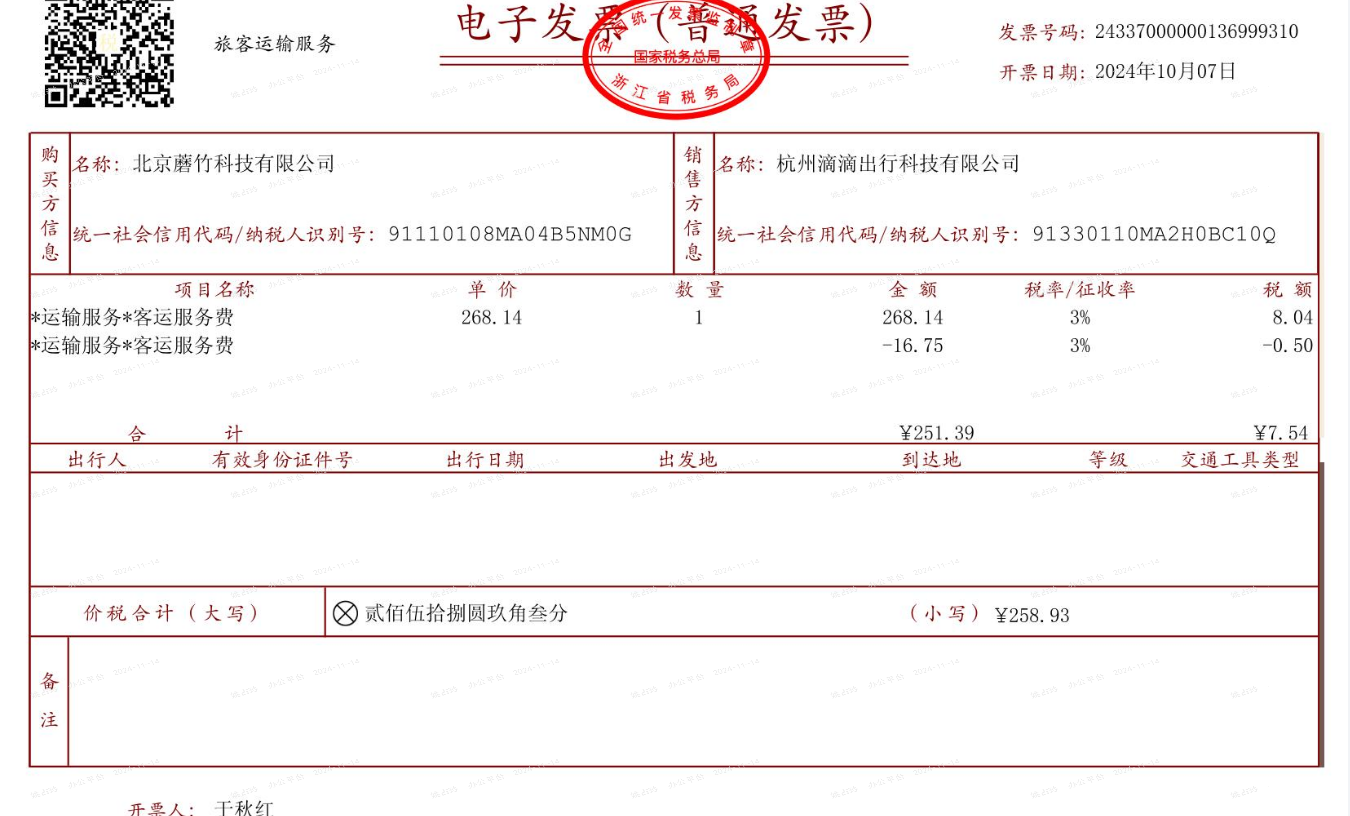 电子发票（普通发票）
旅客运输服务
全国统一发票监制章
国家税务总局
浙江省税务局
发票号码：24337000000136999310
开票日期：2024年10月07日
购买方信息
名称：北京蘑竹科技有限公司
统一社会信用代码/纳税人识别号：91110108MA04B5NM0G
销售方信息
名称：杭州滴滴出行科技有限公司
统一社会信用代码/纳税人识别号：91330110MA2H0BC10Q
项目名称 单价 数量 金额 税率/征收率 税额
*运输服务*客运服务费 268.14 1 268.14 3% 8.04
*运输服务*客运服务费 -16.75 3% -0.50
合计 ¥251.39 ¥7.54
出行人 有效身份证件号 出行日期 出发地 到达地 等级 交通工具类型
价税合计（大写） ⊗贰佰伍拾捌圆玖角叁分 （小写）¥258.93
备注
开票人：于秋红